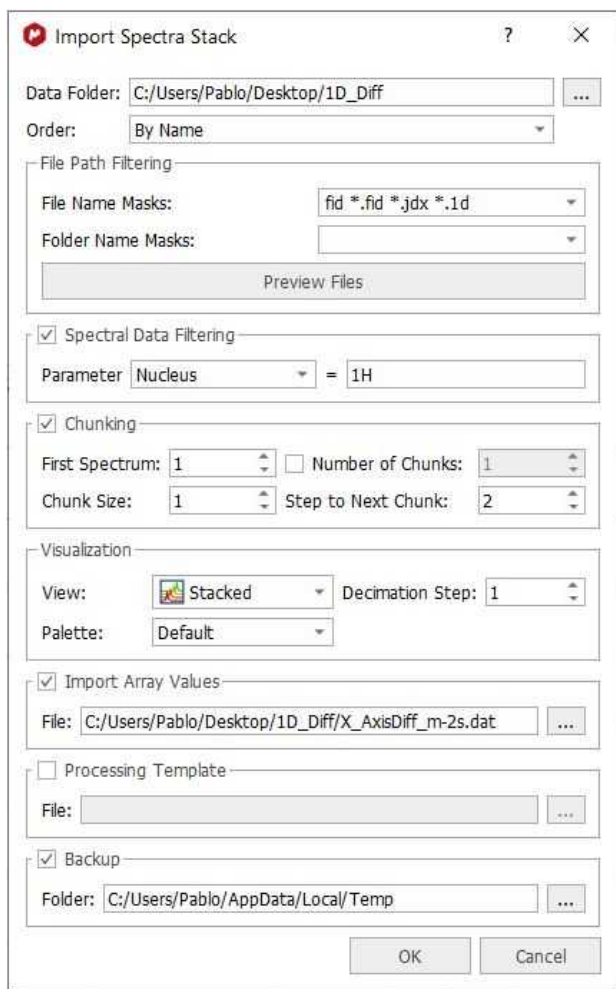 Import Spectra Stack ? ×
Data Folder: C:/Users/Pablo/Desktop/1D_Diff ...
Order: By Name
File Path Filtering
File Name Masks: fid *.fid *.jdx *.1d
Folder Name Masks:
Preview Files
Spectral Data Filtering
Parameter Nucleus = 1H
Chunking
First Spectrum: 1 Number of Chunks: 1
Chunk Size: 1 Step to Next Chunk: 2
Visualization
View: Stacked Decimation Step: 1
Palette: Default
Import Array Values
File: C:/Users/Pablo/Desktop/1D_Diff/X_AxisDiff_m-2s.dat ...
Processing Template
File: ...
Backup
Folder: C:/Users/Pablo/AppData/Local/Temp ...
OK Cancel